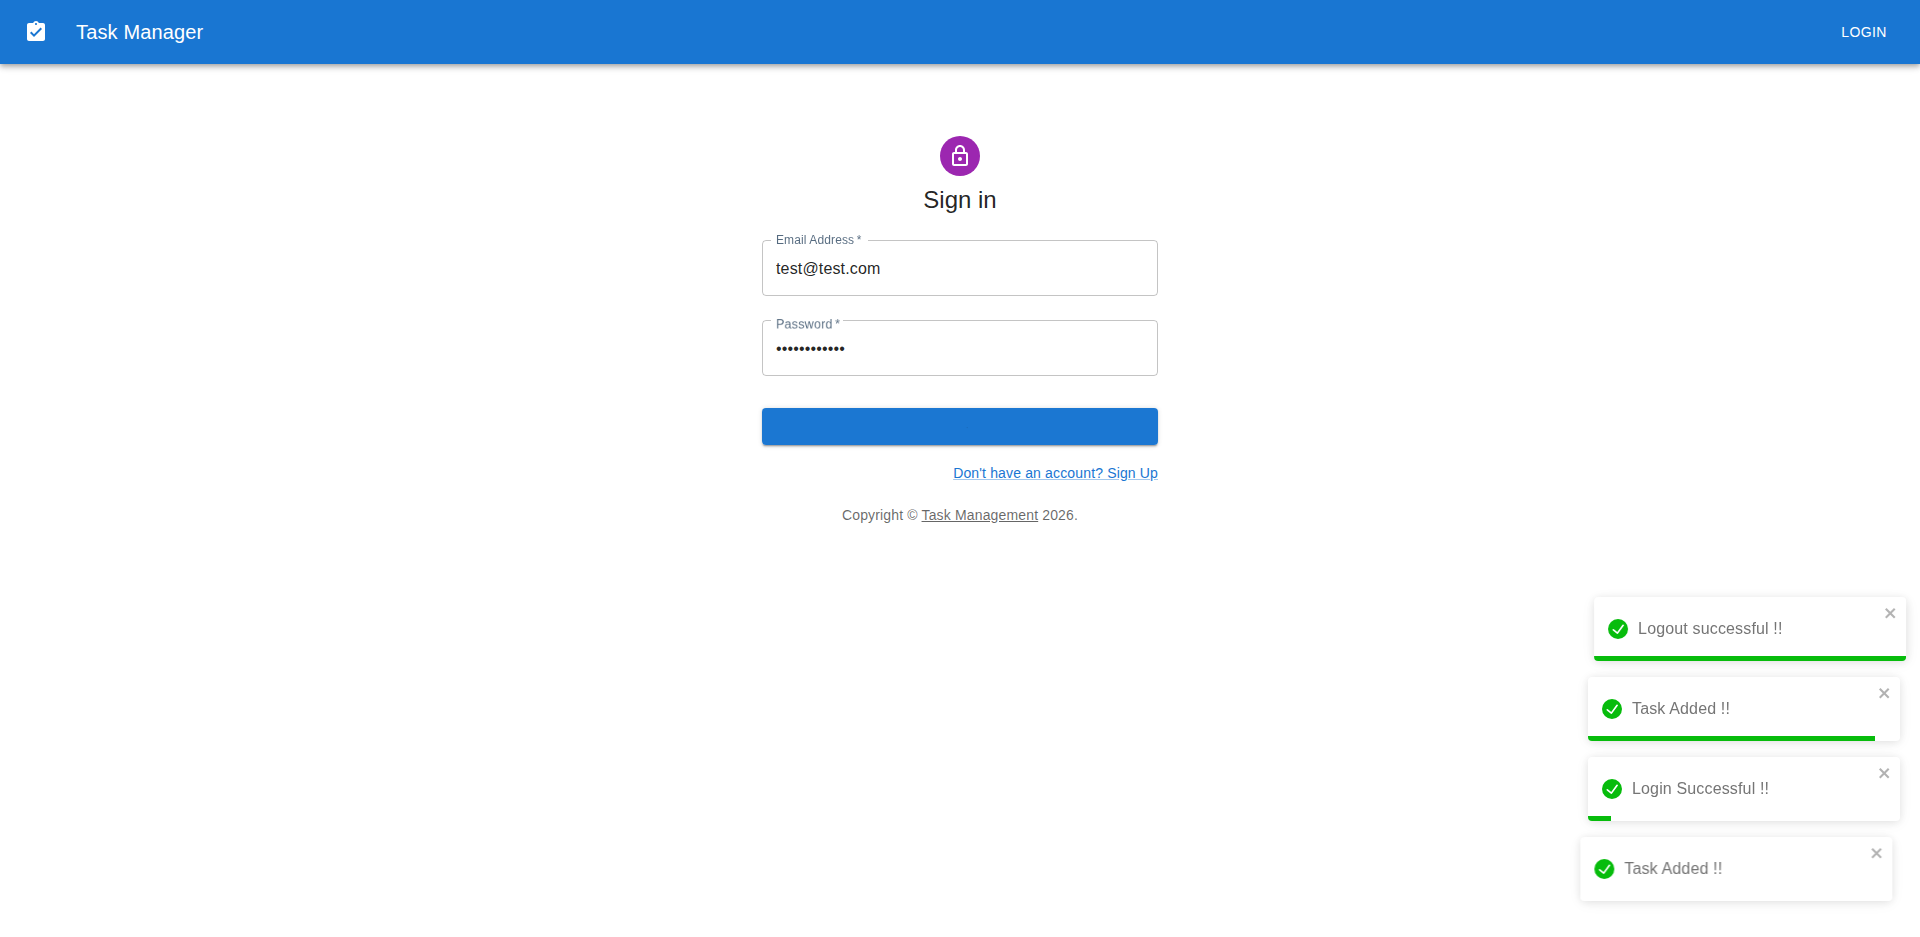 Task Manager
LOGIN
Sign in
Email Address *
test@test.com
Password *
••••••••••••
Don't have an account? Sign Up
Copyright © Task Management 2026.
Logout successful !!
Task Added !!
Login Successful !!
Task Added !!